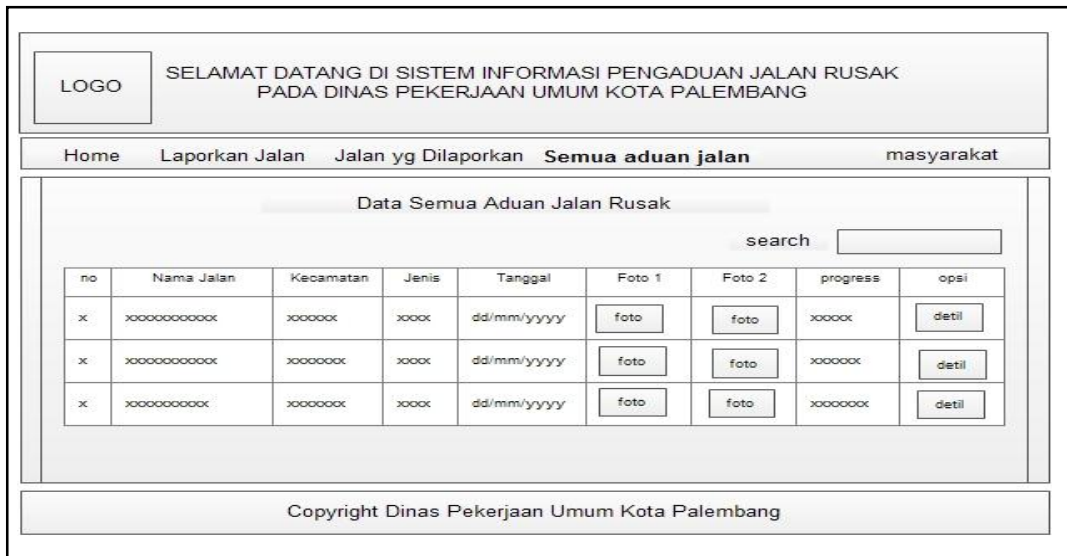 LOGO
SELAMAT DATANG DI SISTEM INFORMASI PENGADUAN JALAN RUSAK
PADA DINAS PEKERJAAN UMUM KOTA PALEMBANG
Home Laporkan Jalan Jalan yg Dilaporkan Semua aduan jalan masyarakat
Data Semua Aduan Jalan Rusak
search
no Nama Jalan Kecamatan Jenis Tanggal Foto 1 Foto 2 progress opsi
x xxxxxxxxxxx xxxxxx xxxx dd/mm/yyyy foto foto xxxxx detil
x xxxxxxxxxxx xxxxxxx xxxx dd/mm/yyyy foto foto xxxxxx detil
x xxxxxxxxxx xxxxxxx xxxx dd/mm/yyyy foto foto xxxxxxx detil
Copyright Dinas Pekerjaan Umum Kota Palembang